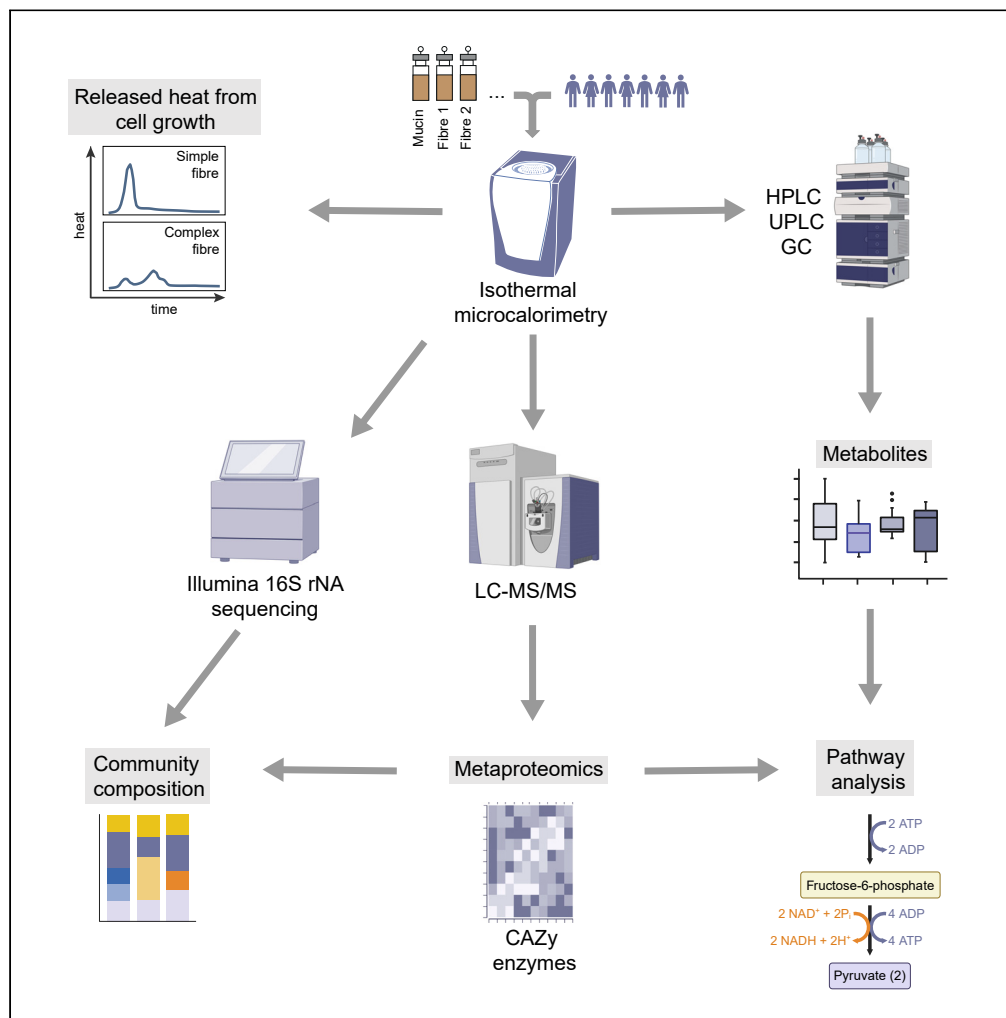 Mucin
Fibre 1
Fibre 2
...
Released heat from
cell growth
Simple
fibre
Complex
fibre
heat
time
Isothermal
microcalorimetry
HPLC
UPLC
GC
Illumina 16S rNA
sequencing
LC-MS/MS
Metabolites
Community
composition
Metaproteomics
CAZy
enzymes
Pathway
analysis
2 ATP
2 ADP
Fructose-6-phosphate
2 NAD⁺ + 2Pᵢ
4 ADP
2 NADH + 2H⁺
4 ATP
Pyruvate (2)